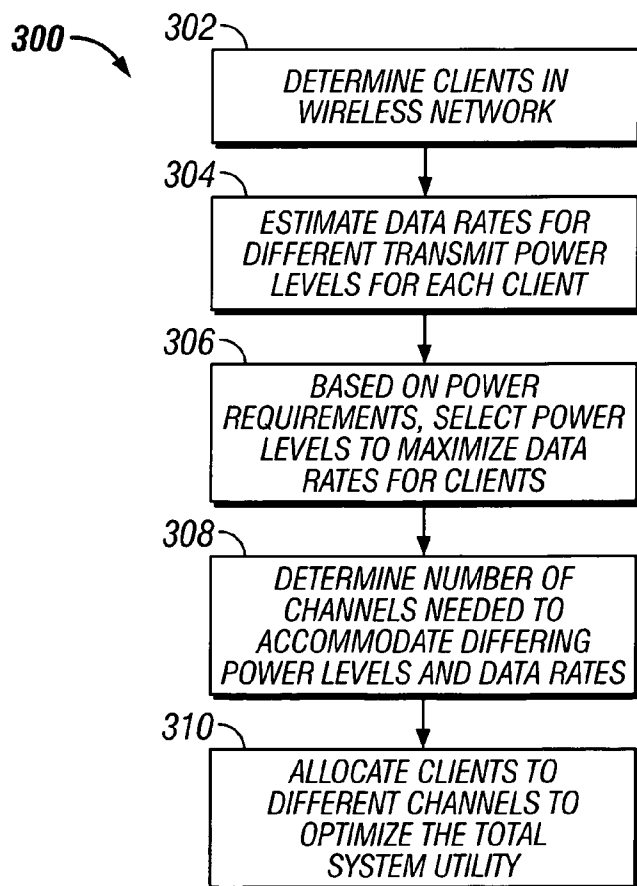 300
302
DETERMINE CLIENTS IN
WIRELESS NETWORK
304
ESTIMATE DATA RATES FOR
DIFFERENT TRANSMIT POWER
LEVELS FOR EACH CLIENT
306
BASED ON POWER
REQUIREMENTS, SELECT POWER
LEVELS TO MAXIMIZE DATA
RATES FOR CLIENTS
308
DETERMINE NUMBER OF
CHANNELS NEEDED TO
ACCOMMODATE DIFFERING
POWER LEVELS AND DATA RATES
310
ALLOCATE CLIENTS TO
DIFFERENT CHANNELS TO
OPTIMIZE THE TOTAL
SYSTEM UTILITY